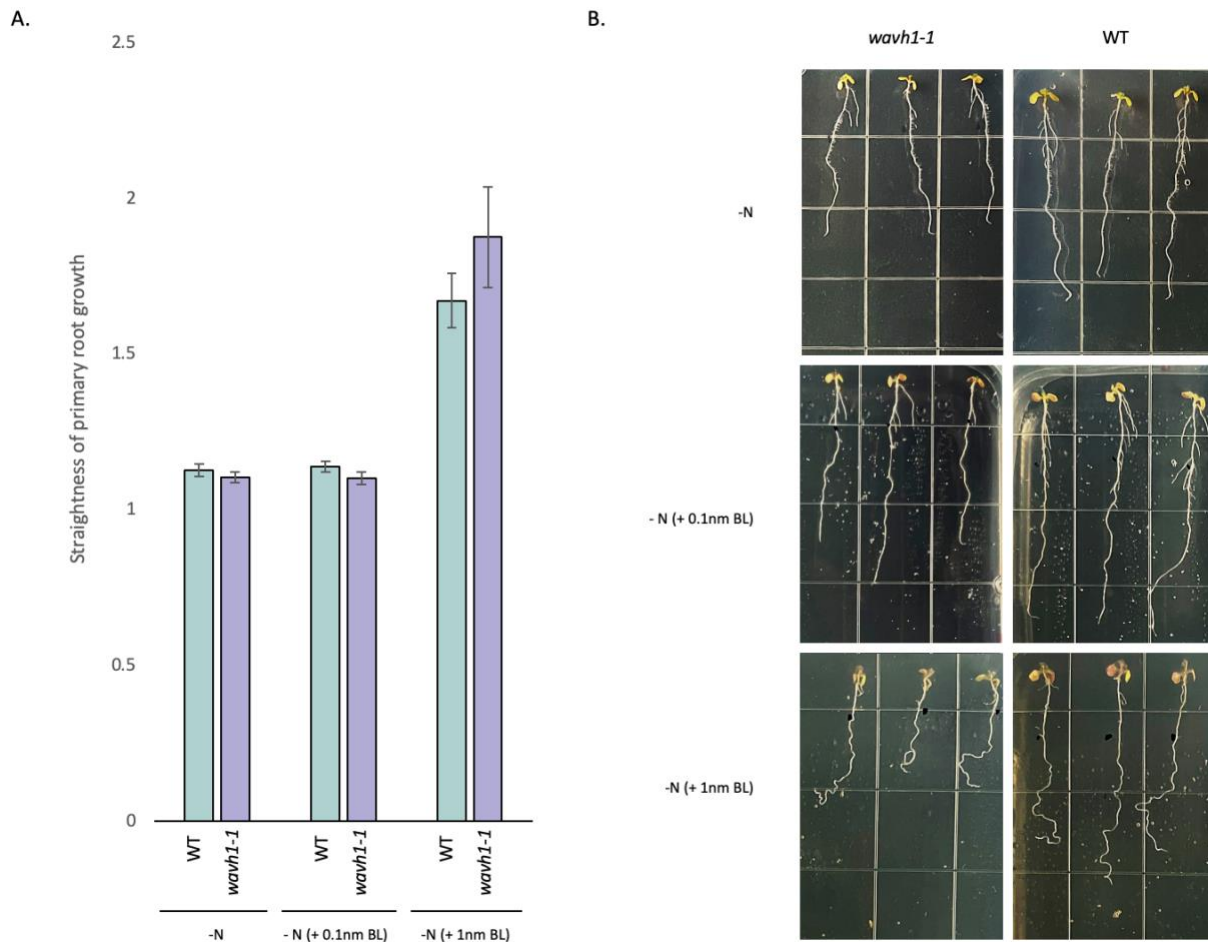 A.
2.5
2
1.5
1
0.5
0
Straightness of primary root growth
WT
wavh1-1
WT
wavh1-1
WT
wavh1-1
-N
- N (+ 0.1nm BL)
-N (+ 1nm BL)
B.
wavh1-1
WT
-N
- N (+ 0.1nm BL)
-N (+ 1nm BL)